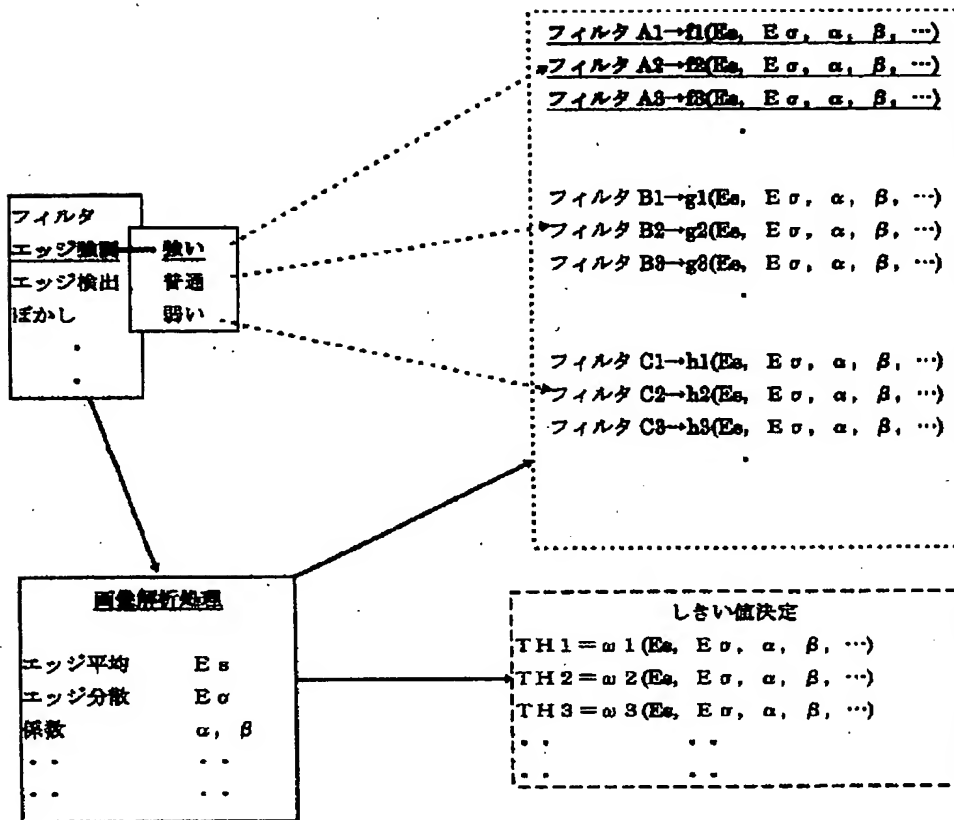 フィルタ A1→f1(Es, Eσ, α, β, …)
フィルタ A2→f2(Es, Eσ, α, β, …)
フィルタ A3→f3(Es, Eσ, α, β, …)
・
フィルタ B1→g1(Es, Eσ, α, β, …)
フィルタ B2→g2(Es, Eσ, α, β, …)
フィルタ B3→g3(Es, Eσ, α, β, …)
・
フィルタ C1→h1(Es, Eσ, α, β, …)
フィルタ C2→h2(Es, Eσ, α, β, …)
フィルタ C3→h3(Es, Eσ, α, β, …)
・
フィルタ
エッジ強調
エッジ検出
ぼかし
・
・
強い
普通
弱い
画像解析処理
エッジ平均 Es
エッジ分散 Eσ
係数 α, β
・・ ・・
・・ ・・
しきい値決定
TH1=ω1(Es, Eσ, α, β, …)
TH2=ω2(Es, Eσ, α, β, …)
TH3=ω3(Es, Eσ, α, β, …)
・・ ・・
・・ ・・